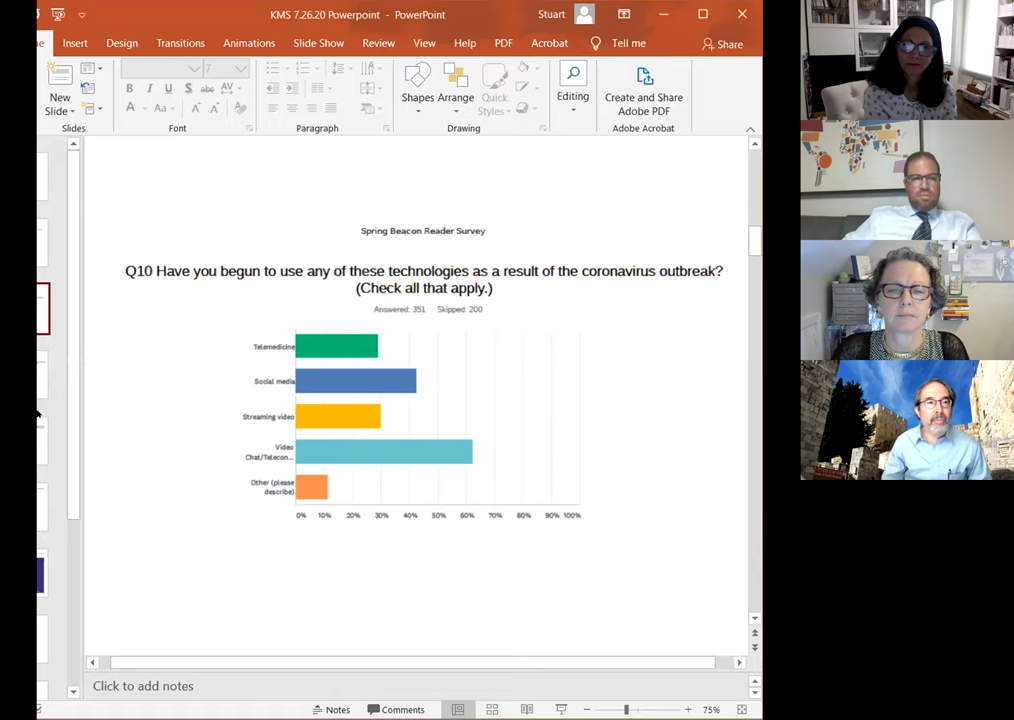 KMS 7.26.20 Powerpoint - PowerPoint
Stuart
Insert Design Transitions Animations Slide Show Review View Help PDF Acrobat Tell me Share
New
Slide
Slides
7
B I U S abc AV
A Aa A A
Font
Paragraph
Shapes Arrange Quick
Styles
Drawing
Editing
Create and Share
Adobe PDF
Adobe Acrobat
Spring Beacon Reader Survey
Q10 Have you begun to use any of these technologies as a result of the coronavirus outbreak?
(Check all that apply.)
Answered: 351 Skipped: 200
Telemedicine
Social media
Streaming video
Video
Chat/Telecon...
Other (please
describe)
0% 10% 20% 30% 40% 50% 60% 70% 80% 90% 100%
Click to add notes
Notes Comments 75%